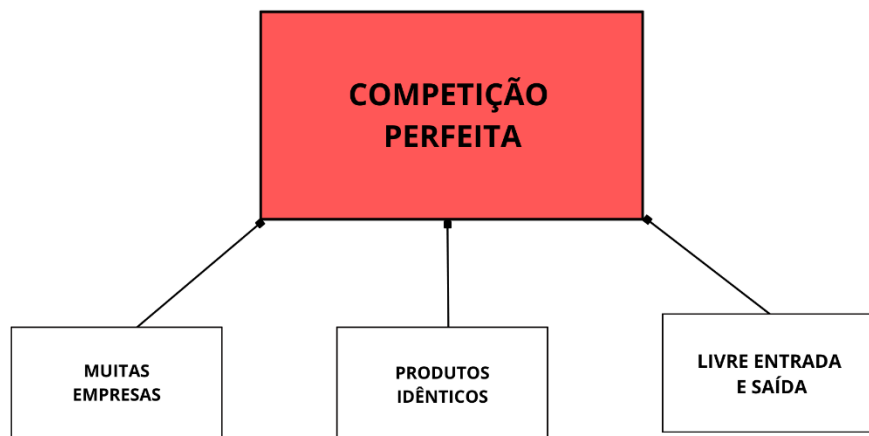 COMPETIÇÃO
PERFEITA
MUITAS
EMPRESAS
PRODUTOS
IDÊNTICOS
LIVRE ENTRADA
E SAÍDA